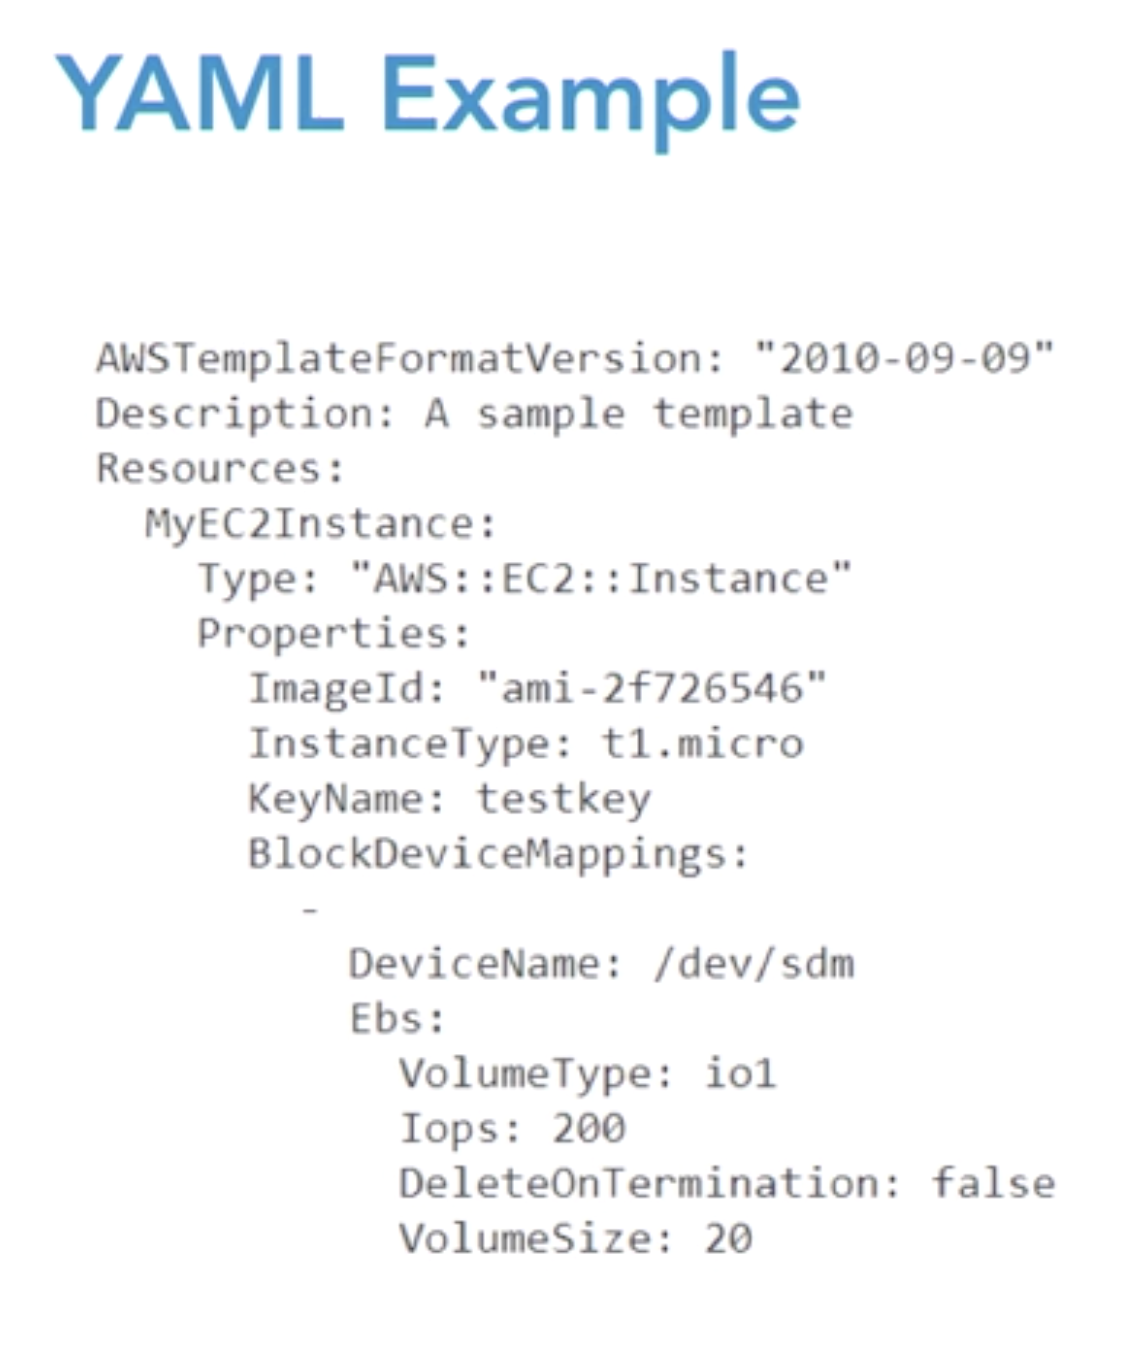 YAML Example
AWSTemplateFormatVersion: "2010-09-09"
Description: A sample template
Resources:
  MyEC2Instance:
    Type: "AWS::EC2::Instance"
    Properties:
      ImageId: "ami-2f726546"
      InstanceType: t1.micro
      KeyName: testkey
      BlockDeviceMappings:
        -
          DeviceName: /dev/sdm
          Ebs:
            VolumeType: io1
            Iops: 200
            DeleteOnTermination: false
            VolumeSize: 20